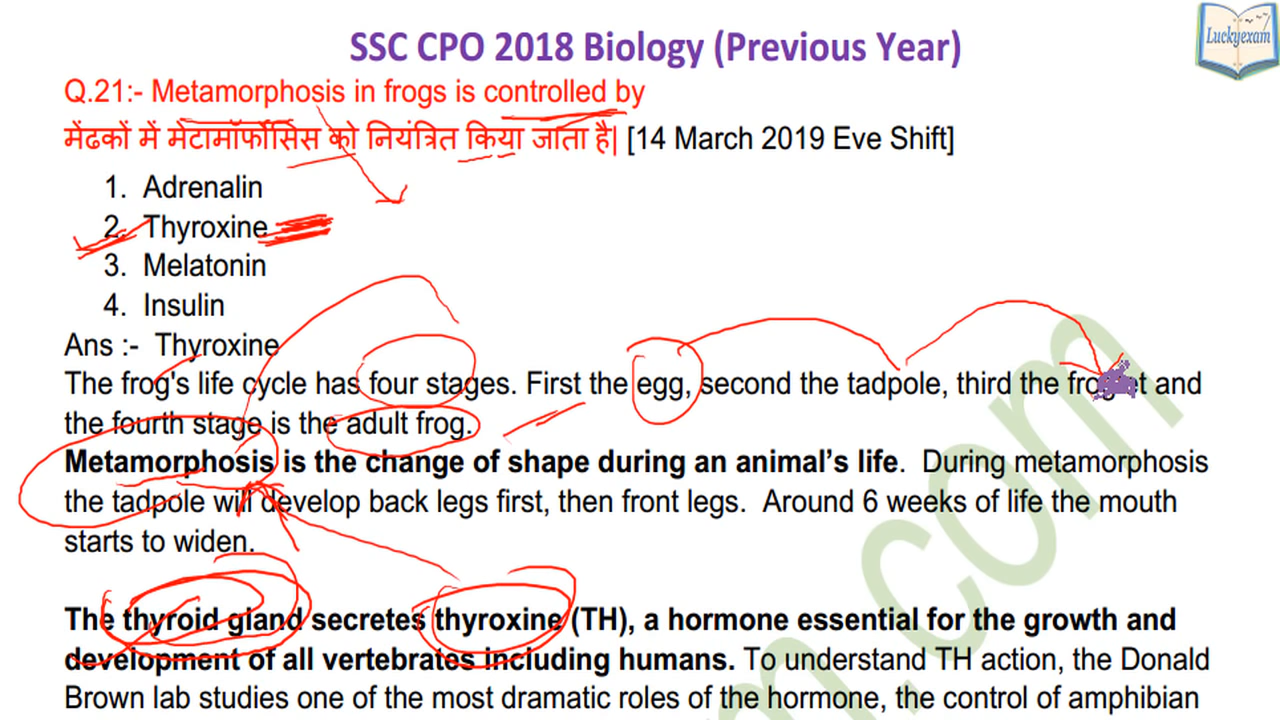 SSC CPO 2018 Biology (Previous Year)
Luckyexam
Q.21:- Metamorphosis in frogs is controlled by
मेंढकों में मेटामॉर्फोसिस को नियंत्रित किया जाता है| [14 March 2019 Eve Shift]
1. Adrenalin
2. Thyroxine
3. Melatonin
4. Insulin
Ans :- Thyroxine
The frog's life cycle has four stages. First the egg, second the tadpole, third the and
the fourth stage is the adult frog.
Metamorphosis is the change of shape during an animal’s life. During metamorphosis
the tadpole will develop back legs first, then front legs. Around 6 weeks of life the mouth
starts to widen.
The thyroid gland secretes thyroxine (TH), a hormone essential for the growth and
development of all vertebrates including humans. To understand TH action, the Donald
Brown lab studies one of the most dramatic roles of the hormone, the control of amphibian